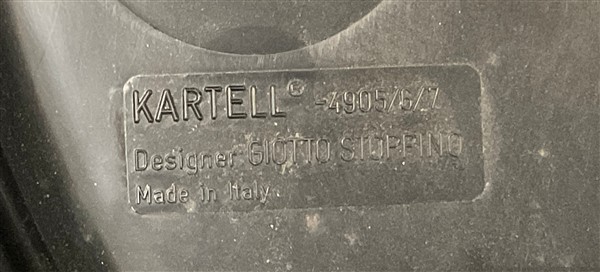 KARTELL® -4905/6/7
Designer GIOTTO STOPPINO
Made in Italy